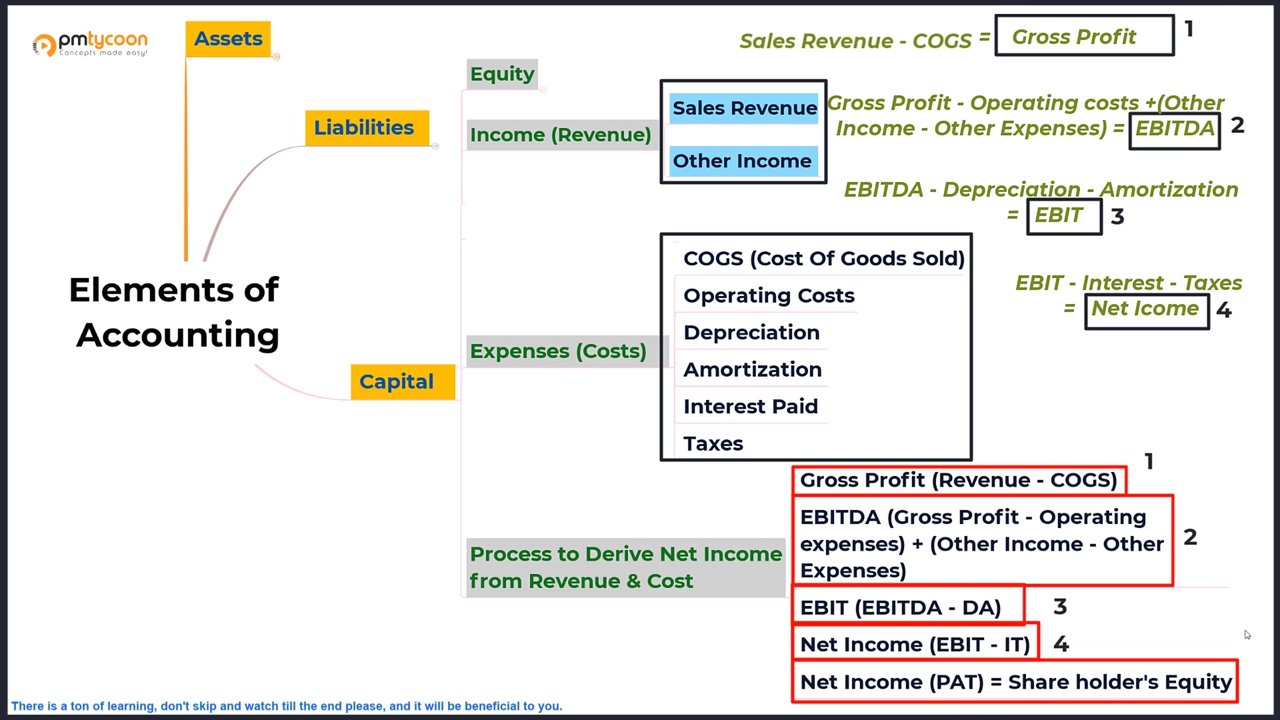 pmtycoon
Concepts made easy!
Assets
Liabilities
Elements of
Accounting
Capital
Equity
Income (Revenue)
Sales Revenue
Other Income
Expenses (Costs)
COGS (Cost Of Goods Sold)
Operating Costs
Depreciation
Amortization
Interest Paid
Taxes
Process to Derive Net Income
from Revenue & Cost
Gross Profit (Revenue - COGS)
1
EBITDA (Gross Profit - Operating
expenses) + (Other Income - Other
Expenses)
2
EBIT (EBITDA - DA)
3
Net Income (EBIT - IT)
4
Net Income (PAT) = Share holder's Equity
Sales Revenue - COGS = Gross Profit
1
Gross Profit - Operating costs +(Other
Income - Other Expenses) = EBITDA
2
EBITDA - Depreciation - Amortization
= EBIT
3
EBIT - Interest - Taxes
= Net Icome
4
There is a ton of learning, don't skip and watch till the end please, and it will be beneficial to you.